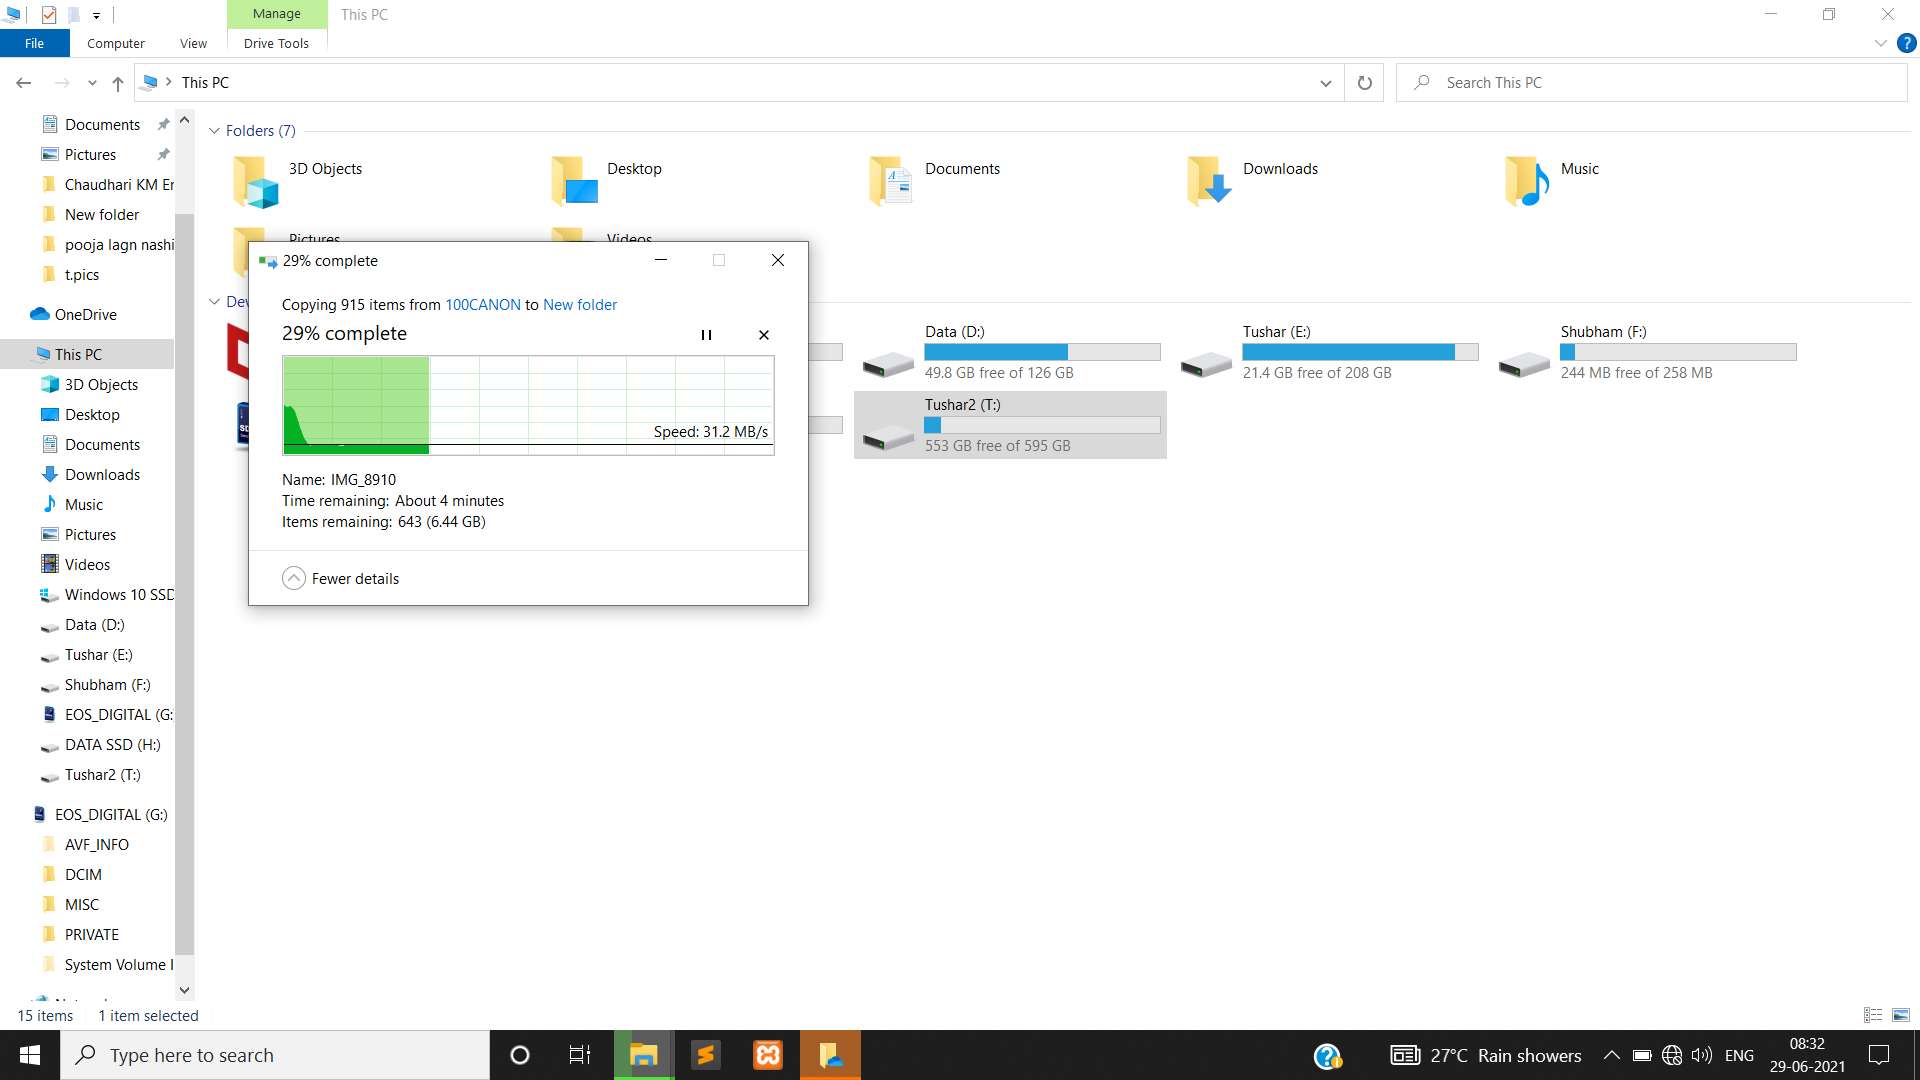 Manage
This PC
File
Computer
View
Drive Tools
This PC
Search This PC
Documents
Pictures
Chaudhari KM Er
New folder
pooja lagn nashi
t.pics
OneDrive
This PC
3D Objects
Desktop
Documents
Downloads
Music
Pictures
Videos
Windows 10 SSD
Data (D:)
Tushar (E:)
Shubham (F:)
EOS_DIGITAL (G:
DATA SSD (H:)
Tushar2 (T:)
EOS_DIGITAL (G:)
AVF_INFO
DCIM
MISC
PRIVATE
System Volume I
Folders (7)
3D Objects
Desktop
Documents
Downloads
Music
Pictures
Videos
29% complete
Copying 915 items from 100CANON to New folder
29% complete
Speed: 31.2 MB/s
Name: IMG_8910
Time remaining: About 4 minutes
Items remaining: 643 (6.44 GB)
Fewer details
Data (D:)
49.8 GB free of 126 GB
Tushar (E:)
21.4 GB free of 208 GB
Shubham (F:)
244 MB free of 258 MB
Tushar2 (T:)
553 GB free of 595 GB
15 items
1 item selected
Type here to search
27°C Rain showers
ENG
08:32
29-06-2021